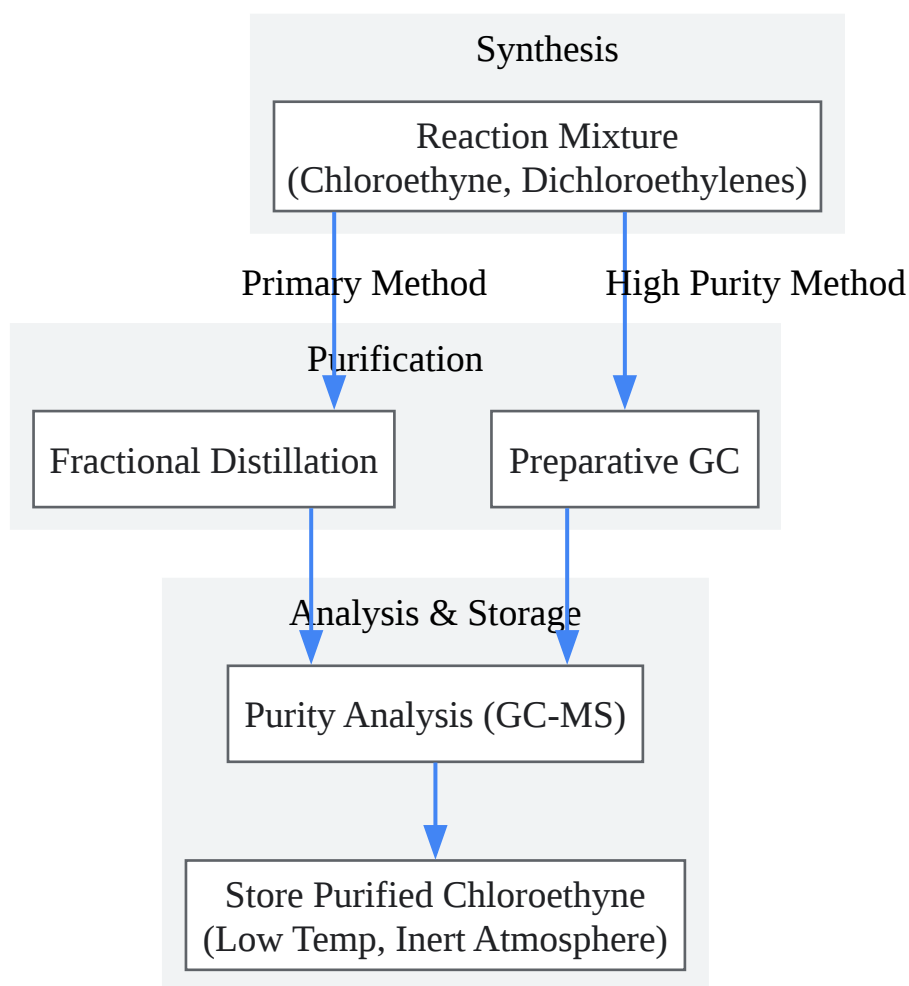 Synthesis
Reaction Mixture
(Chloroethyne, Dichloroethylenes)
Primary Method
High Purity Method
Purification
Fractional Distillation
Preparative GC
Analysis & Storage
Purity Analysis (GC-MS)
Store Purified Chloroethyne
(Low Temp, Inert Atmosphere)